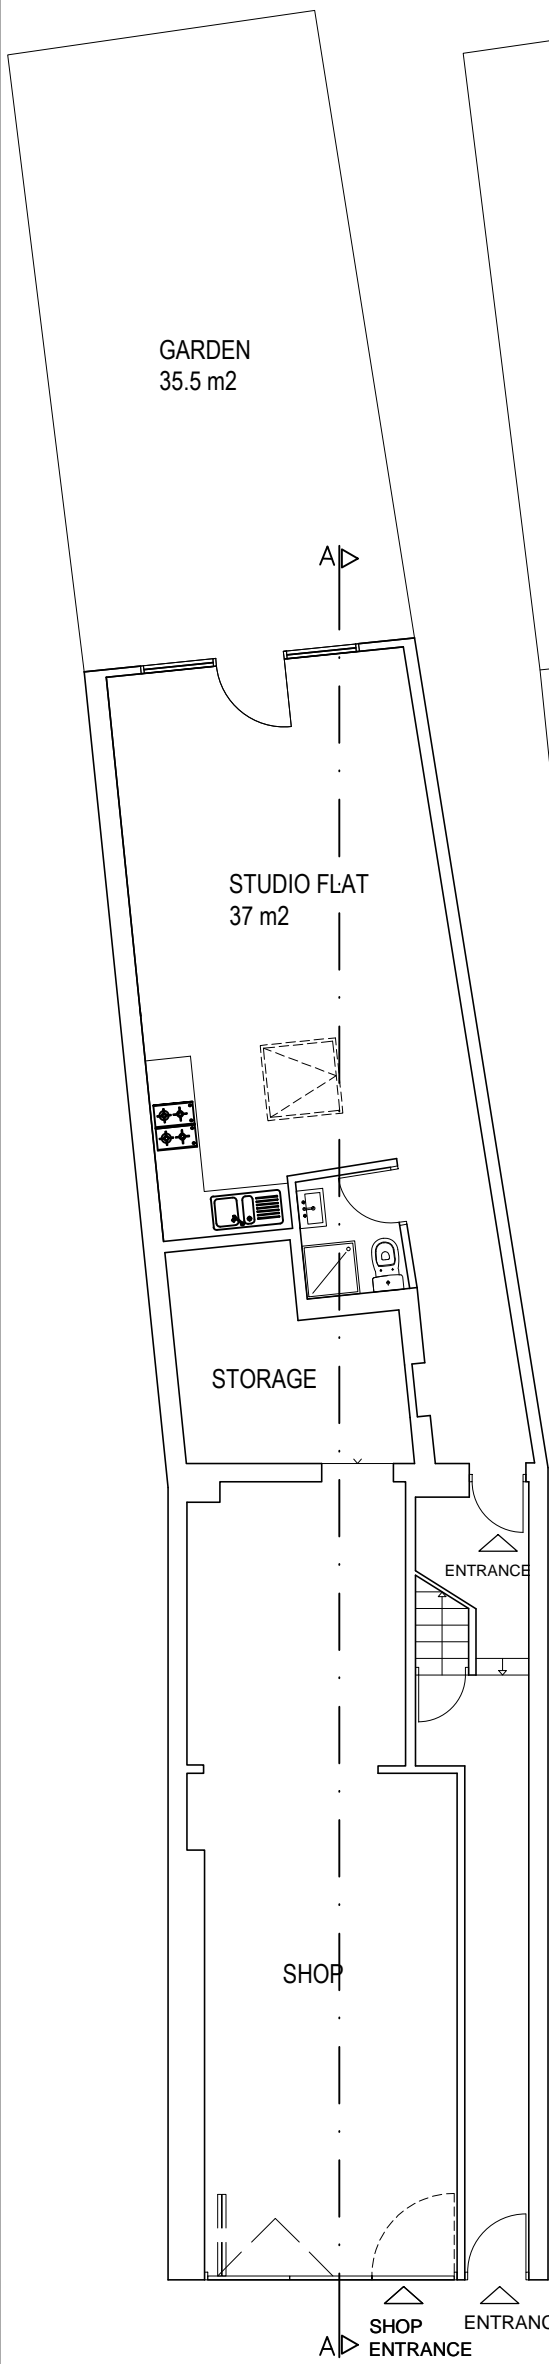 GARDEN
35.5 m2
A
STUDIO FLAT
37 m2
STORAGE
ENTRANCE
SHOP
A
SHOP
ENTRANCE
ENTRANC